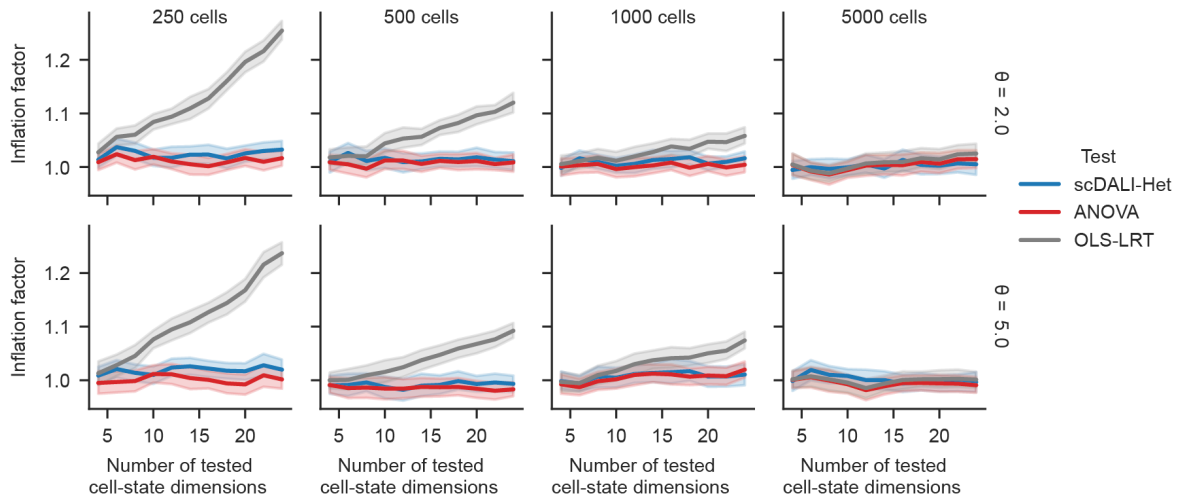 250 cells
500 cells
1000 cells
5000 cells
Inflation factor
1.2
1.1
1.0
θ = 2.0
Test
scDALI-Het
ANOVA
OLS-LRT
Inflation factor
1.2
1.1
1.0
θ = 5.0
5 10 15 20
5 10 15 20
5 10 15 20
5 10 15 20
Number of tested
cell-state dimensions
Number of tested
cell-state dimensions
Number of tested
cell-state dimensions
Number of tested
cell-state dimensions